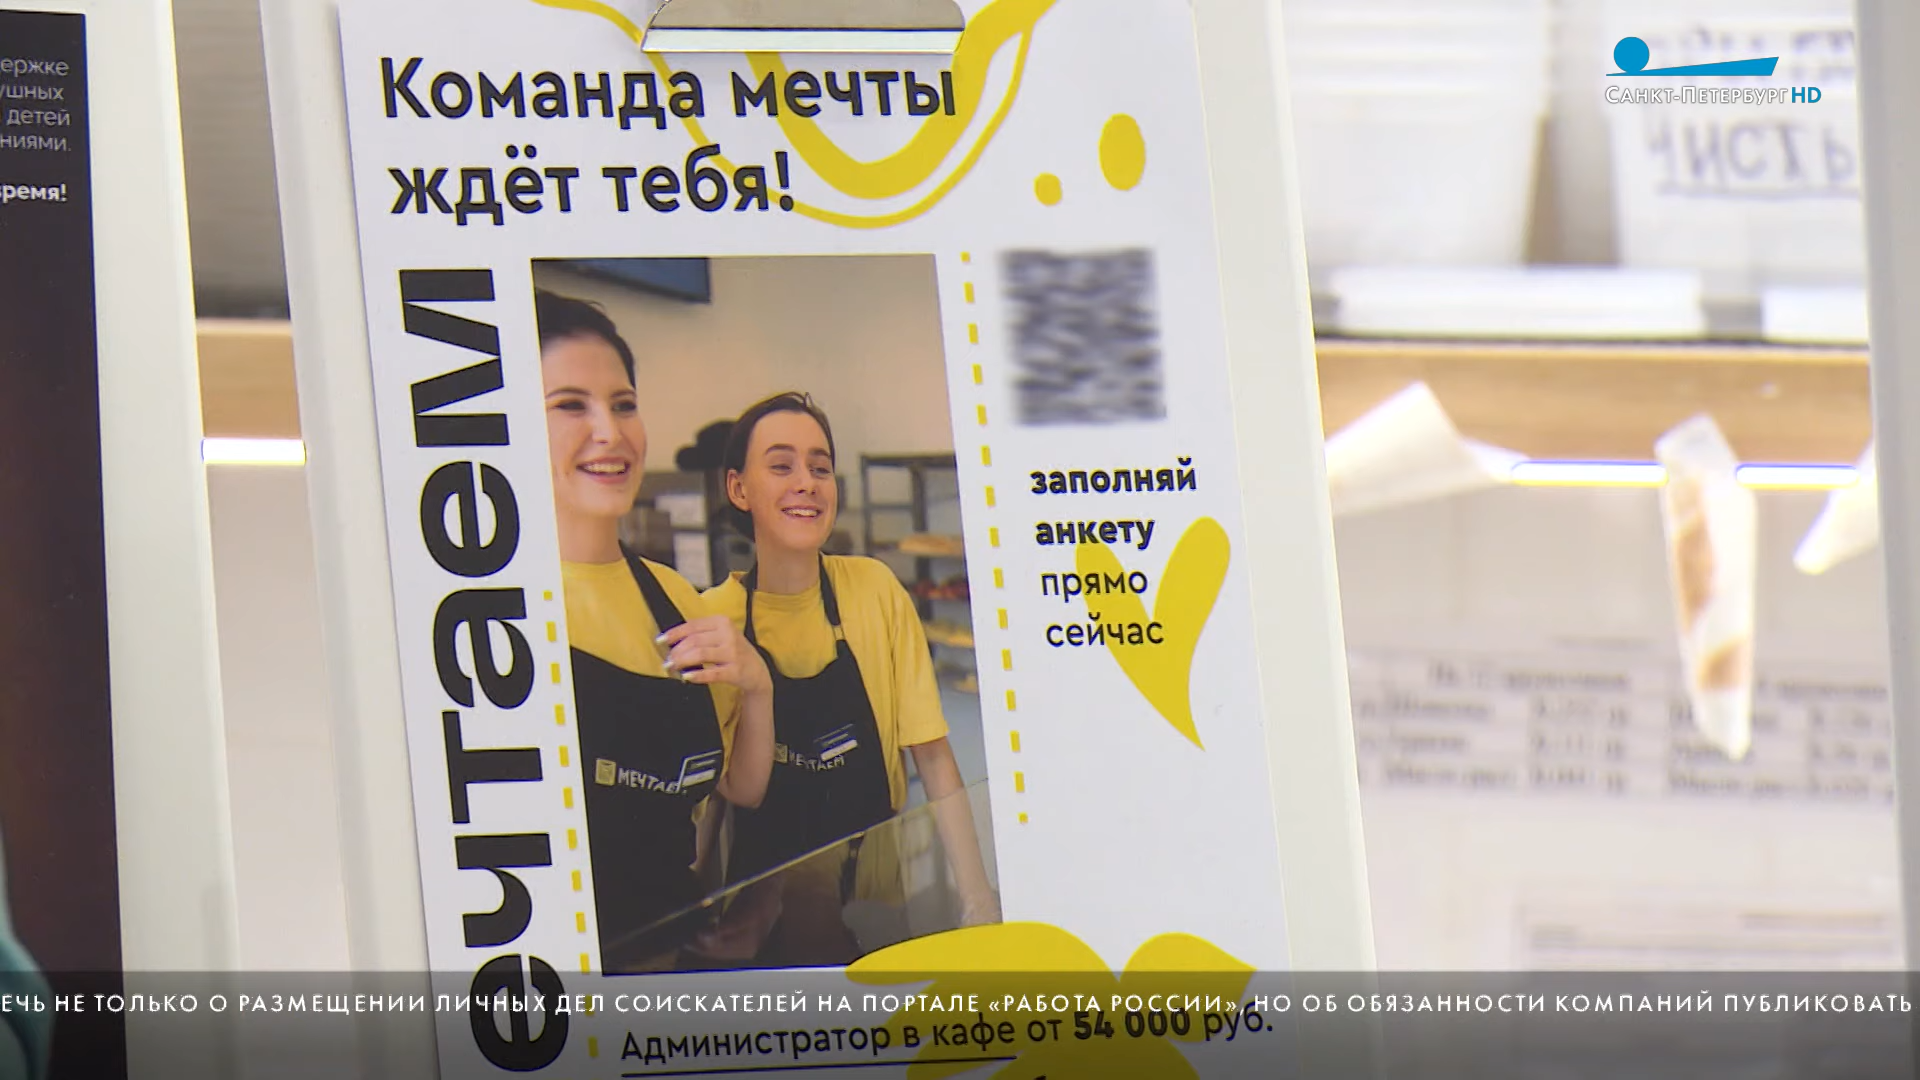 ержке
ушных
детей
ниями.
время!
Команда мечты
ждёт тебя!
ечтаем
заполняй
анкету
прямо
сейчас
МЕЧТАЕМ
МЕЧТАЕМ
Администратор в кафе от 54 000 руб.
САНКТ-ПЕТЕРБУРГ HD
ЧИСТЬ
ЕЧЬ НЕ ТОЛЬКО О РАЗМЕЩЕНИИ ЛИЧНЫХ ДЕЛ СОИСКАТЕЛЕЙ НА ПОРТАЛЕ «РАБОТА РОССИИ», НО ОБ ОБЯЗАННОСТИ КОМПАНИЙ ПУБЛИКОВАТЬ